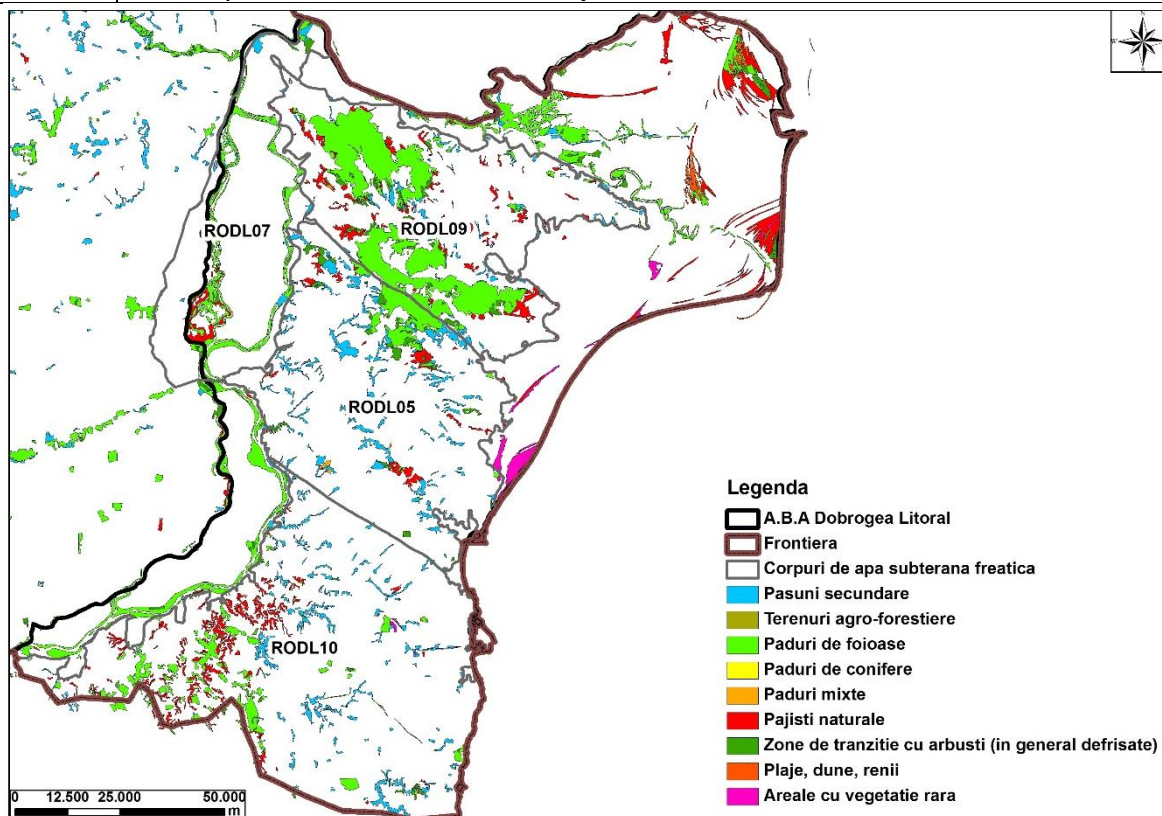 RODL07
RODL09
RODL05
RODL10
Legenda
A.B.A Dobrogea Litoral
Frontiera
Corpuri de apa subterana freatica
Pasuni secundare
Terenuri agro-forestiere
Paduri de foioase
Paduri de conifere
Paduri mixte
Pajisti naturale
Zone de tranzitie cu arbusti (in general defrisate)
Plaje, dune, renii
Areale cu vegetatie rara
0 12.500 25.000 50.000
m